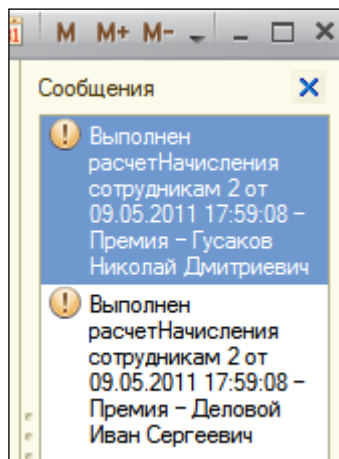 31 M M+ M-
Сообщения
Выполнен
расчетНачисления
сотрудникам 2 от
09.05.2011 17:59:08 –
Премия – Гусаков
Николай Дмитриевич
Выполнен
расчетНачисления
сотрудникам 2 от
09.05.2011 17:59:08 –
Премия – Деловой
Иван Сергеевич